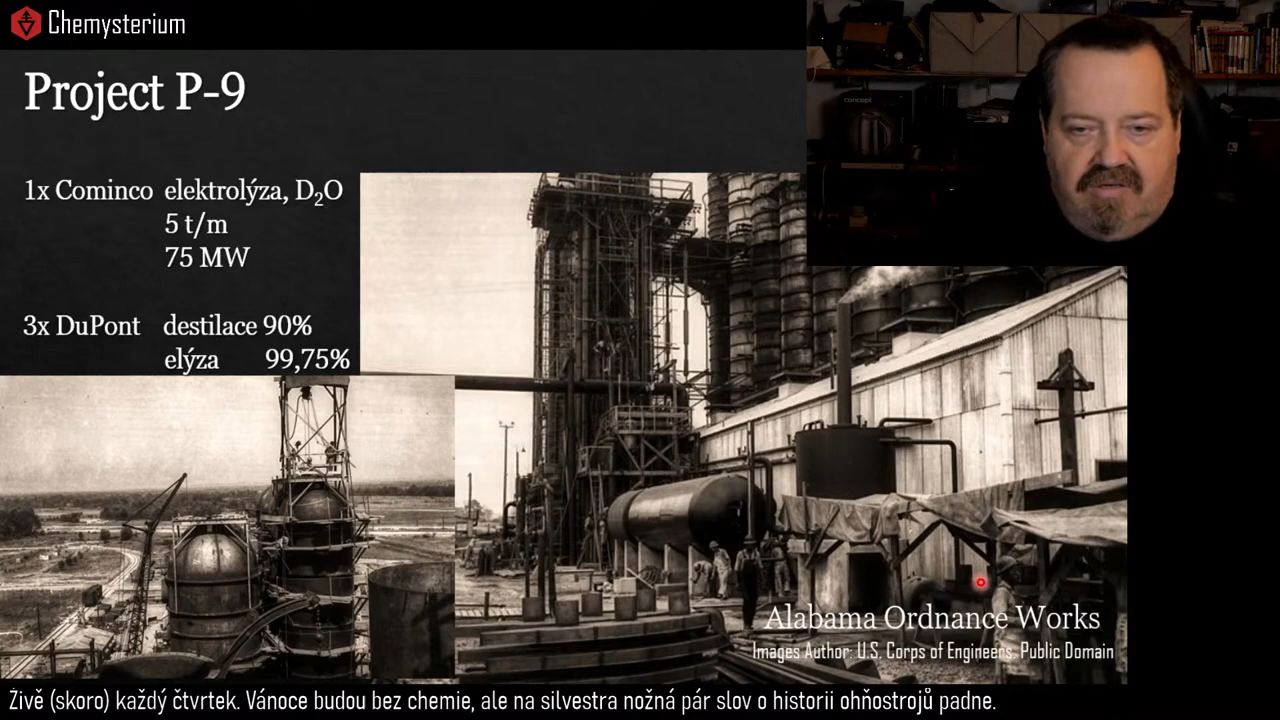 Chemysterium
Project P-9
1x Cominco elektrolýza, D₂O
5 t/m
75 MW
3x DuPont destilace 90%
elýza 99,75%
concept
Alabama Ordnance Works
Images Author: U.S. Corps of Engineers, Public Domain
Živě (skoro) každý čtvrtek. Vánoce budou bez chemie, ale na silvestra nožná pár slov o historii ohňostrojů padne.